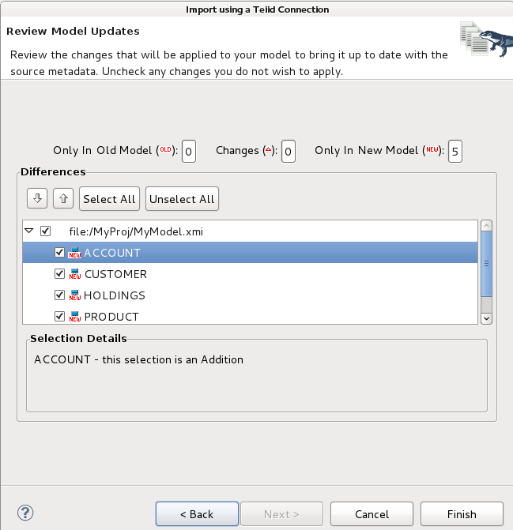 Import using a Teiid Connection
Review Model Updates
Review the changes that will be applied to your model to bring it up to date with the
source metadata. Uncheck any changes you do not wish to apply.
Only In Old Model (OLD): 0 Changes (): 0 Only In New Model (NEW): 5
Differences
Select All Unselect All
file:/MyProj/MyModel.xmi
NEW ACCOUNT
NEW CUSTOMER
NEW HOLDINGS
NEW PRODUCT
Selection Details
ACCOUNT - this selection is an Addition
? < Back Next > Cancel Finish